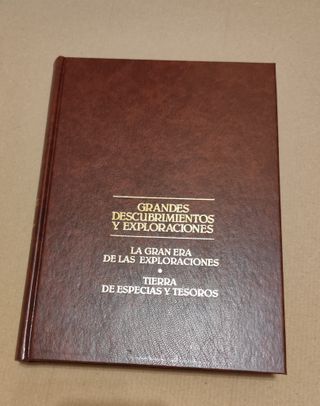 GRANDES
DESCUBRIMIENTOS
Y EXPLORACIONES
LA GRAN ERA
DE LAS EXPLORACIONES
•
TIERRA
DE ESPECIAS Y TESOROS